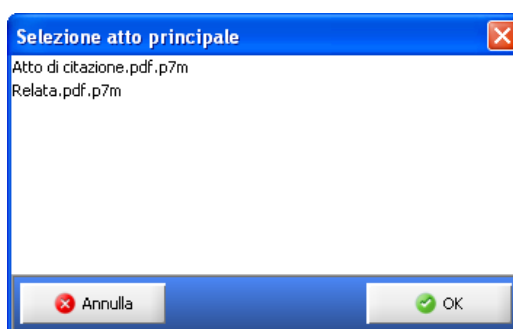 Selezione atto principale
Atto di citazione.pdf.p7m
Relata.pdf.p7m
Annulla
OK